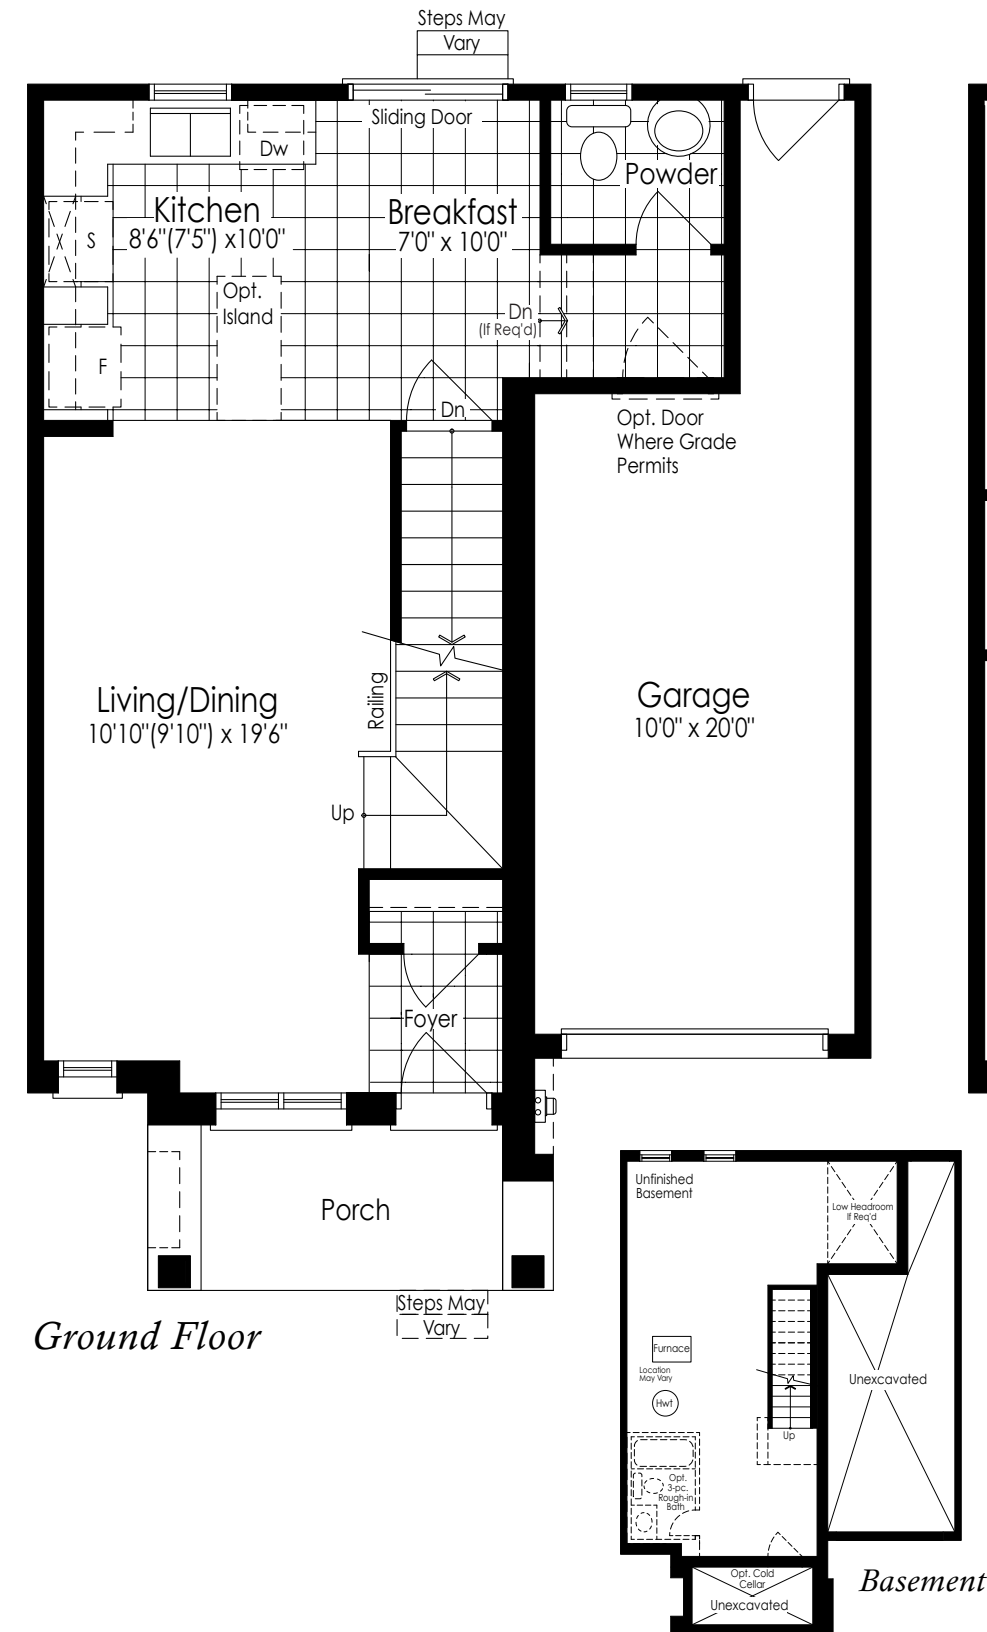 Steps May
Vary
Sliding Door
Dw
Powder
Kitchen
8'6"(7'5") x10'0"
Breakfast
7'0" x 10'0"
S
Opt.
Island
Dn
(If Req'd)
F
Dn
Opt. Door
Where Grade
Permits
Living/Dining
10'10"(9'10") x 19'6"
Railing
Garage
10'0" x 20'0"
Up
Foyer
Porch
Steps May
Vary
Ground Floor
Unfinished
Basement
Low Headroom
If Req'd
Furnace
Location
May Vary
Hwt
Unexcavated
Up
Opt.
3-pc.
Rough-in
Bath
Opt. Cold
Cellar
Unexcavated
Basement